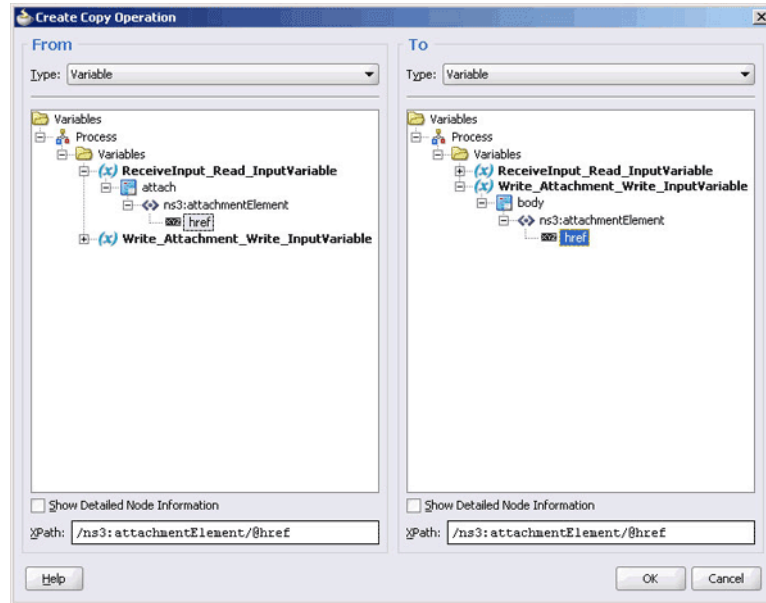 Create Copy Operation
From
Type: Variable
Variables
Process
Variables
ReceiveInput_Read_InputVariable
attach
ns3:attachmentElement
href
Write_Attachment_Write_InputVariable
Show Detailed Node Information
XPath: /ns3:attachmentElement/@href
To
Type: Variable
Variables
Process
Variables
ReceiveInput_Read_InputVariable
Write_Attachment_Write_InputVariable
body
ns3:attachmentElement
href
Show Detailed Node Information
XPath: /ns3:attachmentElement/@href
Help
OK
Cancel